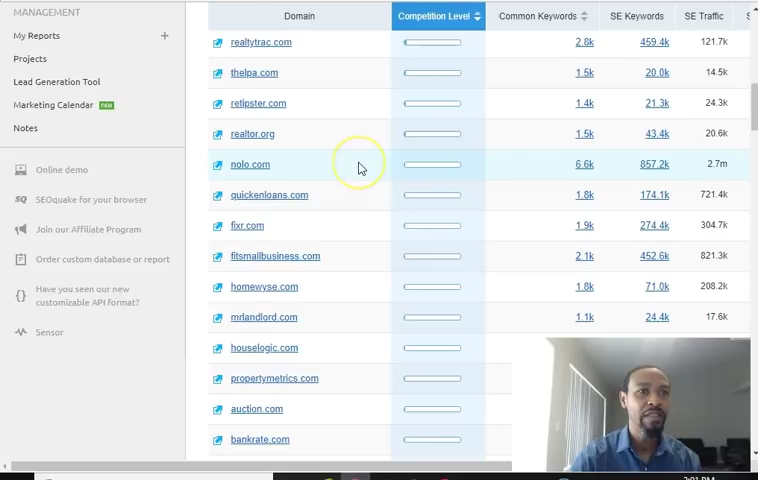 MANAGEMENT
My Reports +
Projects
Lead Generation Tool
Marketing Calendar NEW
Notes
Online demo
SQ SEOquake for your browser
Join our Affiliate Program
Order custom database or report
{} Have you seen our new
customizable API format?
Sensor
Domain Competition Level Common Keywords SE Keywords SE Traffic
realtytrac.com 2.8k 459.4k 121.7k
thelpa.com 1.5k 20.0k 14.5k
retipster.com 1.4k 21.3k 24.3k
realtor.org 1.5k 43.4k 20.6k
nolo.com 6.6k 857.2k 2.7m
quickenloans.com 1.8k 174.1k 721.4k
fixr.com 1.9k 274.4k 304.7k
fitsmallbusiness.com 2.1k 452.6k 821.3k
homewyse.com 1.8k 71.0k 208.2k
mrlandlord.com 1.1k 24.4k 17.6k
houselogic.com
propertymetrics.com
auction.com
bankrate.com